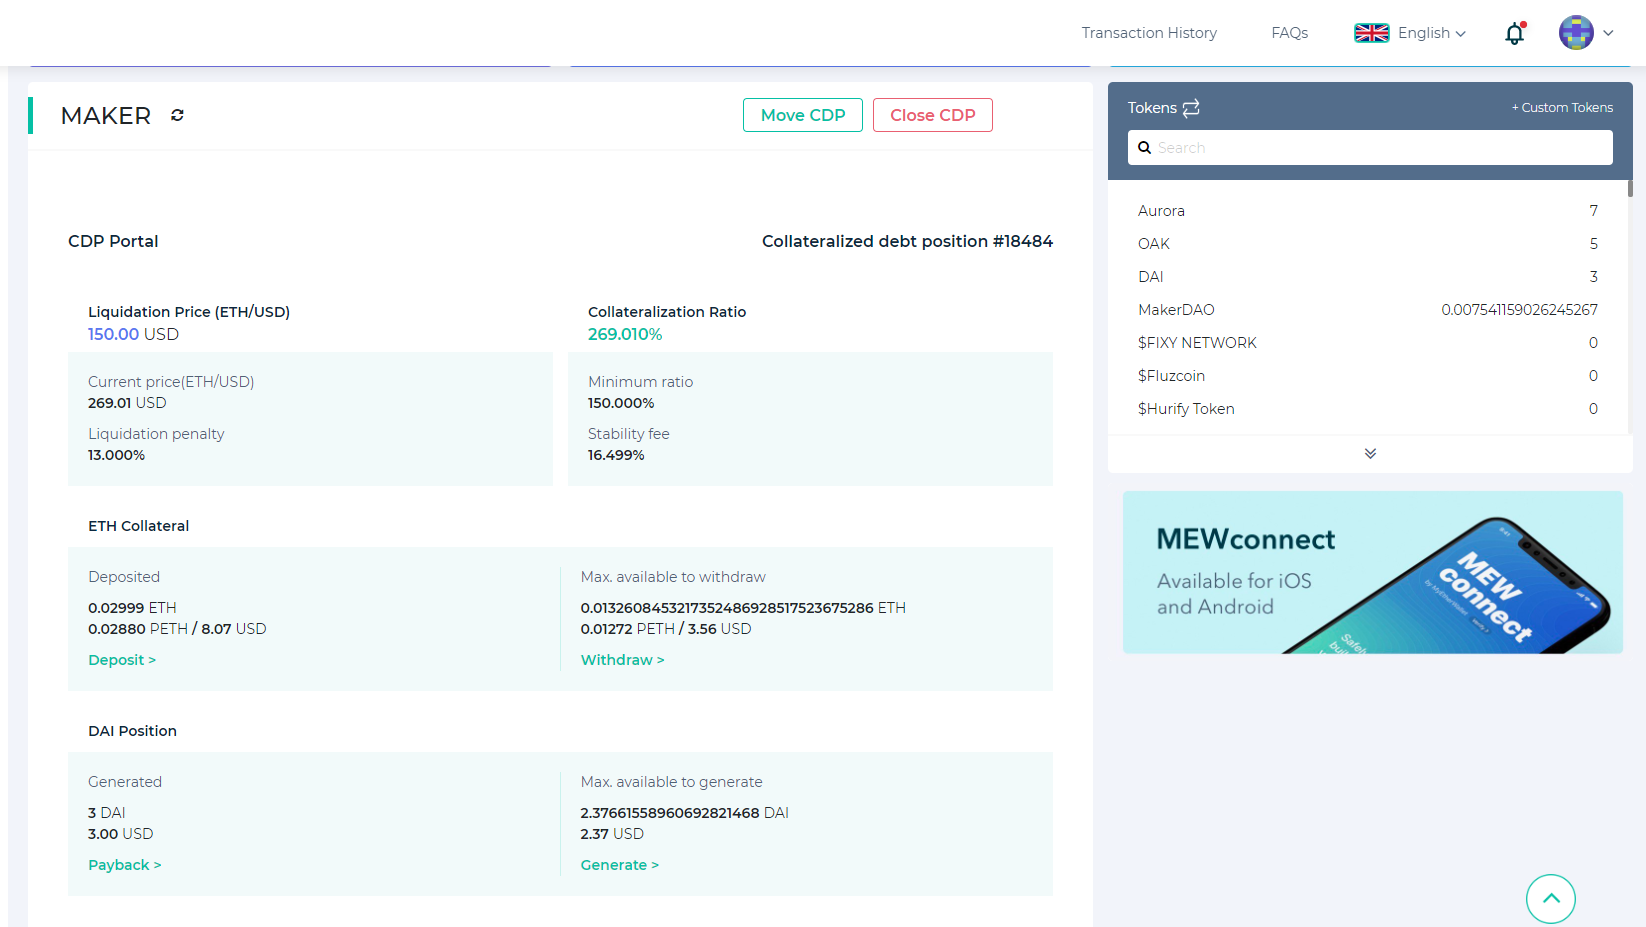 Transaction History
FAQs
English
MAKER
Move CDP
Close CDP
CDP Portal
Collateralized debt position #18484
Liquidation Price (ETH/USD)
150.00 USD
Current price(ETH/USD)
269.01 USD
Liquidation penalty
13.000%
Collateralization Ratio
269.010%
Minimum ratio
150.000%
Stability fee
16.499%
ETH Collateral
Deposited
0.02999 ETH
0.02880 PETH / 8.07 USD
Deposit >
Max. available to withdraw
0.013260845321735248692851752367­5286 ETH
0.01272 PETH / 3.56 USD
Withdraw >
DAI Position
Generated
3 DAI
3.00 USD
Payback >
Max. available to generate
2.37661558960692821468 DAI
2.37 USD
Generate >
Tokens
+ Custom Tokens
Search
Aurora 7
OAK 5
DAI 3
MakerDAO 0.007541159026245267
$FIXY NETWORK 0
$Fluzcoin 0
$Hurify Token 0
MEWconnect
Available for iOS
and Android
MEW
connect
by MyEtherWallet
Safely